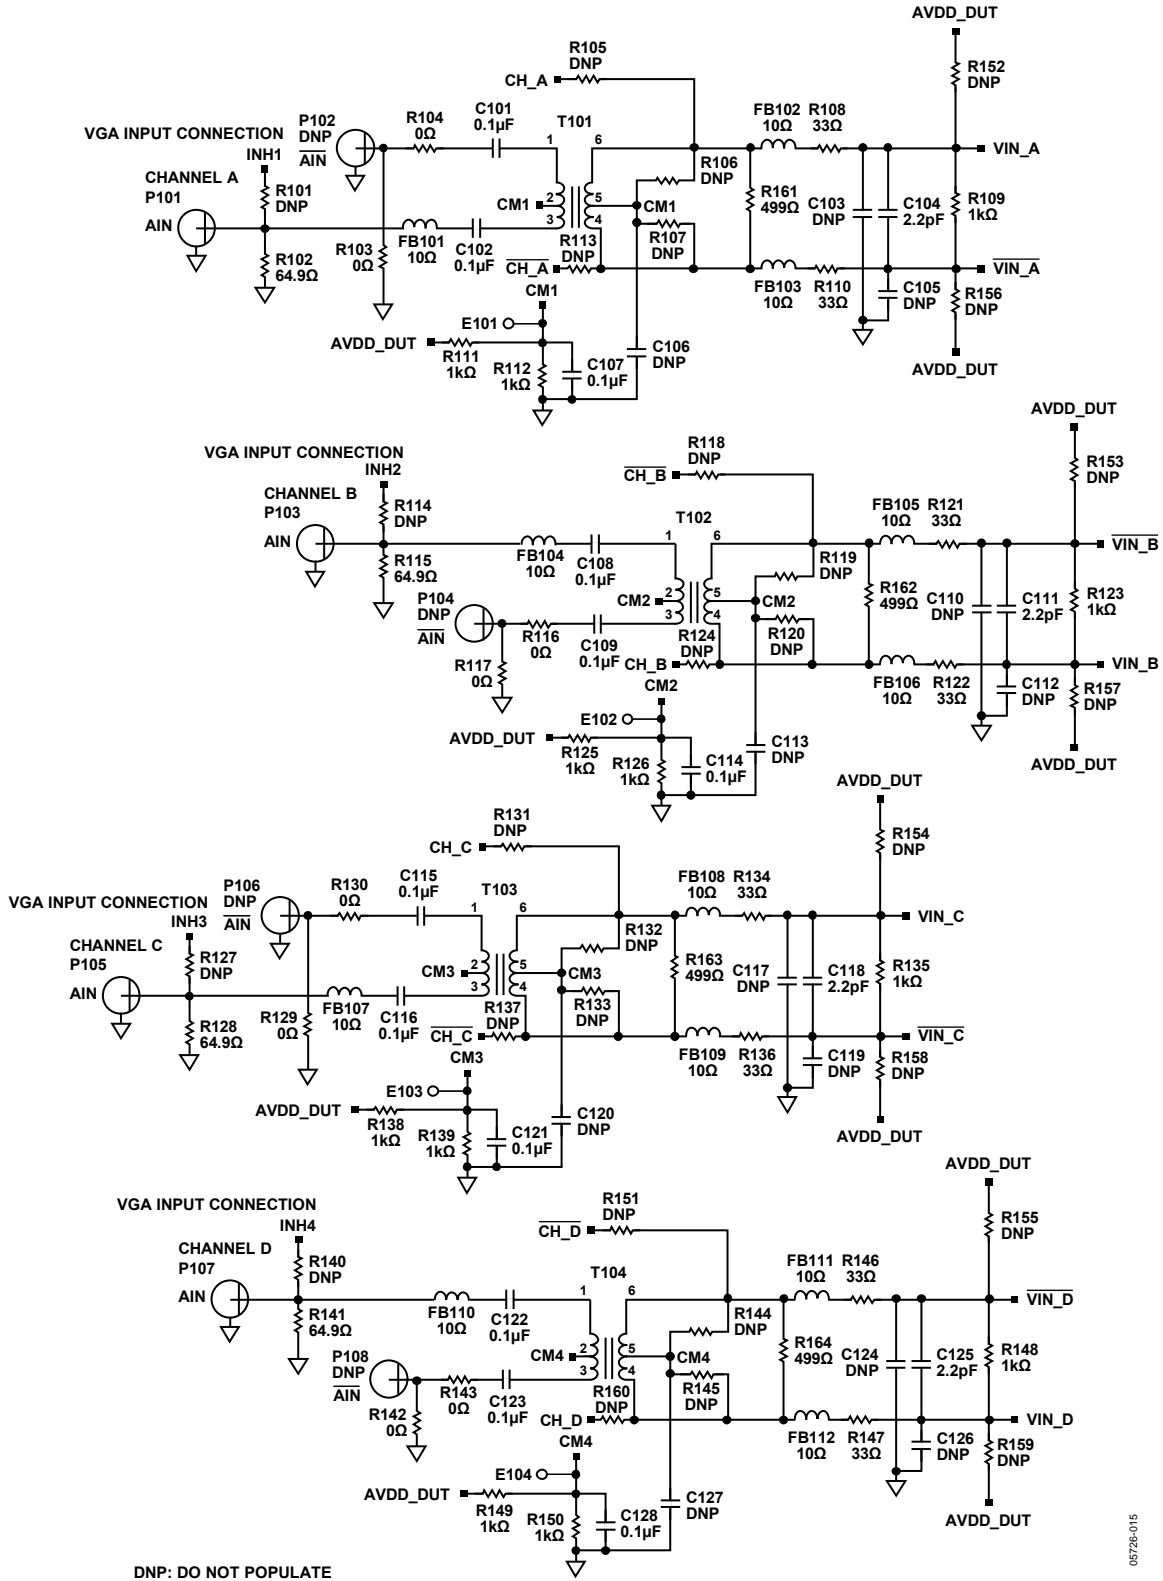 AVDD_DUT
R105
DNP
CH_A
R152
DNP
VGA INPUT CONNECTION
INH1
P102
DNP
AIN
R104
0Ω
C101
0.1µF
T101
1
2
3
6
5
4
FB102
10Ω
R108
33Ω
VIN_A
CHANNEL A
P101
AIN
R101
DNP
R102
64.9Ω
R103
0Ω
FB101
10Ω
C102
0.1µF
CM1
R106
DNP
CM1
R107
DNP
R113
DNP
CH_A
R161
499Ω
C103
DNP
C104
2.2pF
R109
1kΩ
FB103
10Ω
R110
33Ω
C105
DNP
VIN_A
R156
DNP
AVDD_DUT
CM1
E101
AVDD_DUT
R111
1kΩ
R112
1kΩ
C107
0.1µF
C106
DNP
AVDD_DUT
R118
DNP
CH_B
R153
DNP
VGA INPUT CONNECTION
INH2
CHANNEL B
P103
AIN
R114
DNP
R115
64.9Ω
FB104
10Ω
C108
0.1µF
T102
1
2
3
6
5
4
FB105
10Ω
R121
33Ω
VIN_B
P104
DNP
AIN
R116
0Ω
R117
0Ω
C109
0.1µF
CM2
R119
DNP
CM2
R120
DNP
R124
DNP
CH_B
R162
499Ω
C110
DNP
C111
2.2pF
R123
1kΩ
FB106
10Ω
R122
33Ω
C112
DNP
VIN_B
R157
DNP
AVDD_DUT
CM2
E102
AVDD_DUT
R125
1kΩ
R126
1kΩ
C114
0.1µF
C113
DNP
AVDD_DUT
R131
DNP
CH_C
R154
DNP
VGA INPUT CONNECTION
INH3
P106
DNP
AIN
R130
0Ω
C115
0.1µF
T103
1
2
3
6
5
4
FB108
10Ω
R134
33Ω
VIN_C
CHANNEL C
P105
AIN
R127
DNP
R128
64.9Ω
R129
0Ω
FB107
10Ω
C116
0.1µF
CM3
R132
DNP
CM3
R133
DNP
R137
DNP
CH_C
R163
499Ω
C117
DNP
C118
2.2pF
R135
1kΩ
FB109
10Ω
R136
33Ω
C119
DNP
VIN_C
R158
DNP
AVDD_DUT
CM3
E103
AVDD_DUT
R138
1kΩ
R139
1kΩ
C121
0.1µF
C120
DNP
AVDD_DUT
R151
DNP
CH_D
R155
DNP
VGA INPUT CONNECTION
INH4
CHANNEL D
P107
AIN
R140
DNP
R141
64.9Ω
FB110
10Ω
C122
0.1µF
T104
1
2
3
6
5
4
FB111
10Ω
R146
33Ω
VIN_D
P108
DNP
AIN
R143
0Ω
R142
0Ω
C123
0.1µF
CM4
R144
DNP
CM4
R145
DNP
R160
DNP
CH_D
R164
499Ω
C124
DNP
C125
2.2pF
R148
1kΩ
FB112
10Ω
R147
33Ω
C126
DNP
VIN_D
R159
DNP
AVDD_DUT
CM4
E104
AVDD_DUT
R149
1kΩ
R150
1kΩ
C128
0.1µF
C127
DNP
DNP: DO NOT POPULATE
05726-015